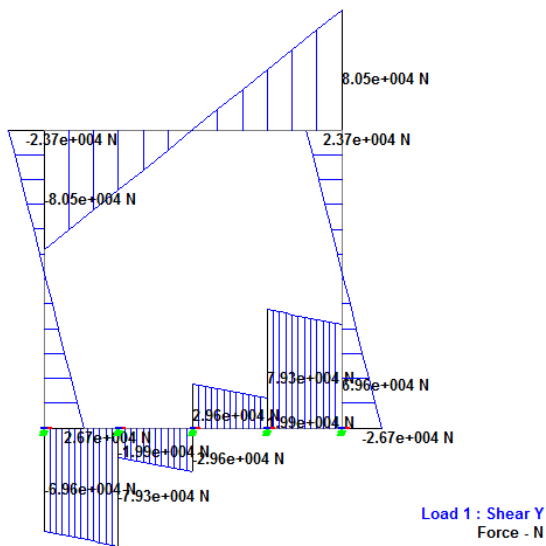 8.05e+004 N
-2.37e+004 N
2.37e+004 N
-8.05e+004 N
7.93e+004 N
6.96e+004 N
2.96e+004 N
1.99e+004 N
2.67e+004 N
-1.99e+004 N
-2.96e+004 N
-2.67e+004 N
-6.96e+004 N
-7.93e+004 N
Load 1 : Shear Y
Force - N